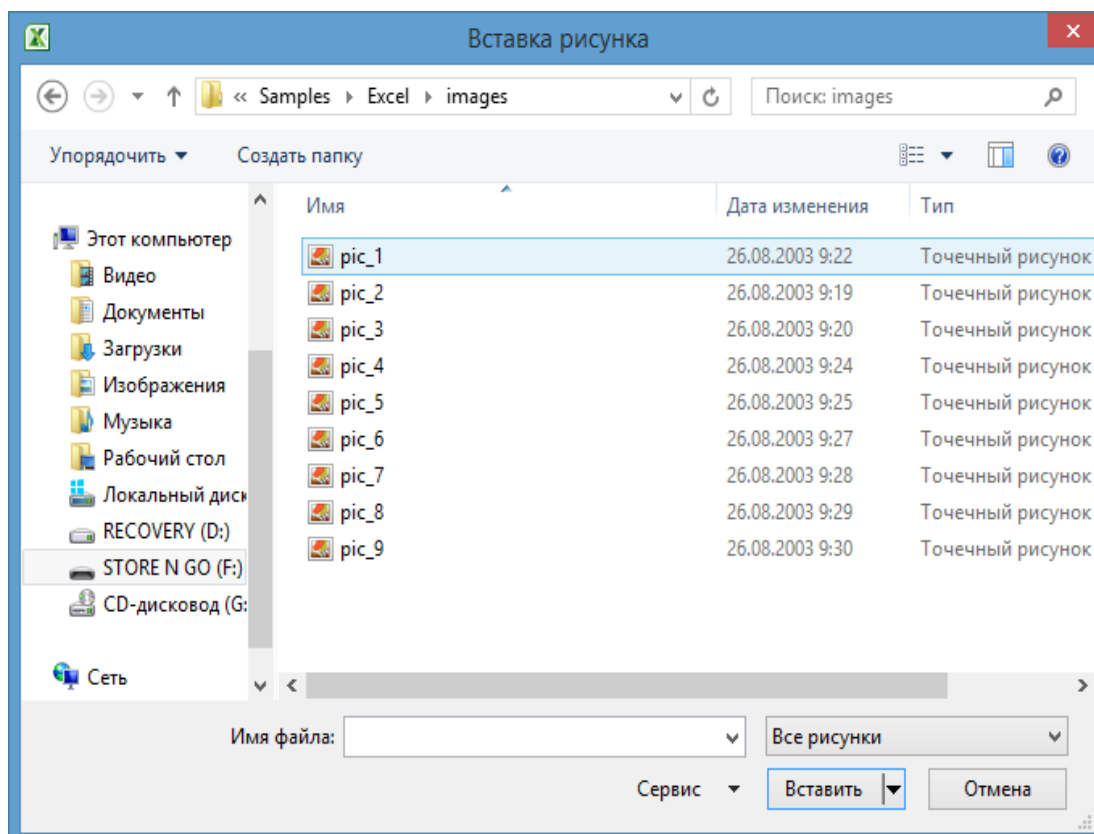 Вставка рисунка
« Samples Excel images
Поиск: images
Упорядочить
Создать папку
Имя Дата изменения Тип
Этот компьютер
Видео
Документы
Загрузки
Изображения
Музыка
Рабочий стол
Локальный диск
RECOVERY (D:)
STORE N GO (F:)
CD-дисковод (G:
Сеть
pic_1 26.08.2003 9:22 Точечный рисунок
pic_2 26.08.2003 9:19 Точечный рисунок
pic_3 26.08.2003 9:20 Точечный рисунок
pic_4 26.08.2003 9:24 Точечный рисунок
pic_5 26.08.2003 9:25 Точечный рисунок
pic_6 26.08.2003 9:27 Точечный рисунок
pic_7 26.08.2003 9:28 Точечный рисунок
pic_8 26.08.2003 9:29 Точечный рисунок
pic_9 26.08.2003 9:30 Точечный рисунок
Имя файла:
Все рисунки
Сервис
Вставить
Отмена